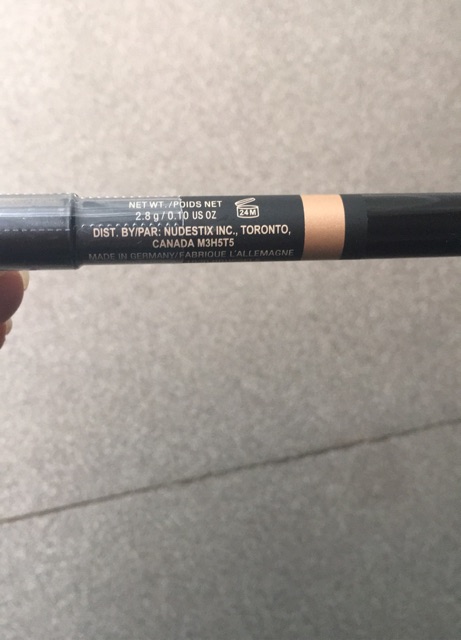 NET WT./POIDS NET
2.8 g / 0.10 US OZ
24 M
DIST. BY/PAR: NUDESTIX INC., TORONTO,
CANADA M3H5T5
MADE IN GERMANY/FABRIQUE L'ALLEMAGNE